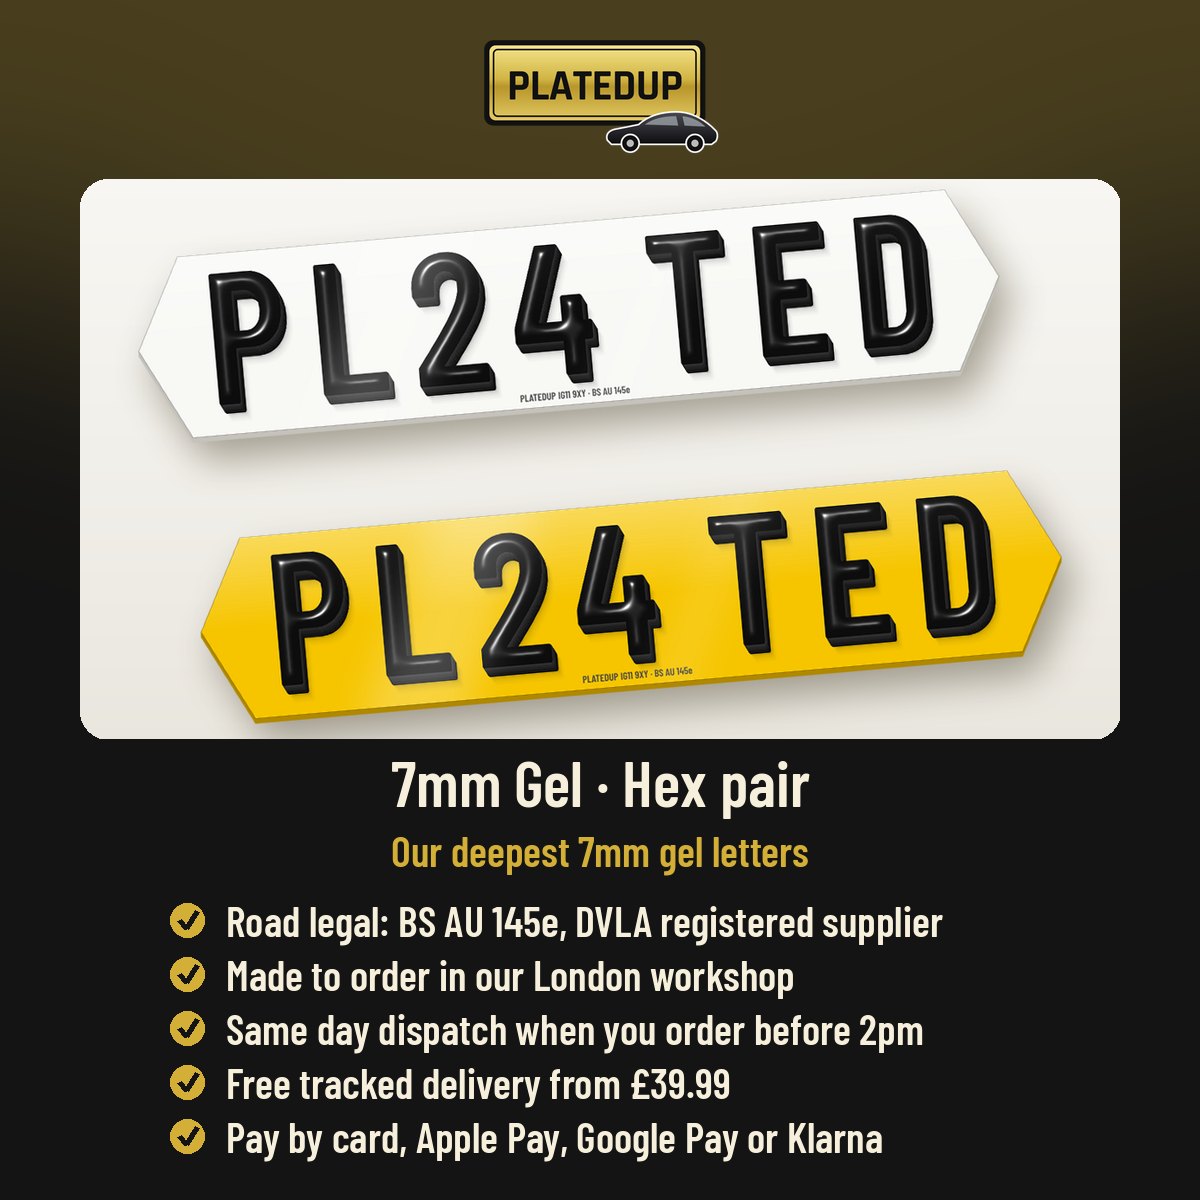 PLATEDUP
PL24 TED
PLATEDUP IG11 9XY · BS AU 145e
PL24 TED
PLATEDUP IG11 9XY · BS AU 145e
7mm Gel · Hex pair
Our deepest 7mm gel letters
Road legal: BS AU 145e, DVLA registered supplier
Made to order in our London workshop
Same day dispatch when you order before 2pm
Free tracked delivery from £39.99
Pay by card, Apple Pay, Google Pay or Klarna